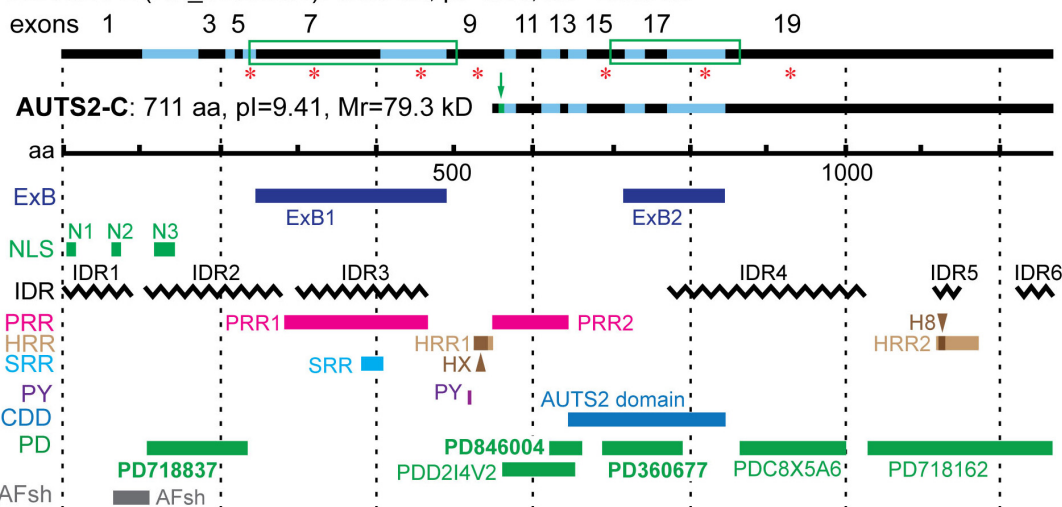 exons 1 3 5 7 9 11 13 15 17 19
* * * * * * *
AUTS2-C: 711 aa, pI=9.41, Mr=79.3 kD
aa
500 1000
ExB
ExB1 ExB2
N1 N2 N3
NLS
IDR1 IDR2 IDR3 IDR4 IDR5 IDR6
IDR
PRR PRR1 PRR2 H8
HRR HRR1 HRR2
SRR SRR HX
PY PY AUTS2 domain
CDD
PD PD846004
PD718837 PDD2I4V2 PD360677 PDC8X5A6 PD718162
AFsh AFsh